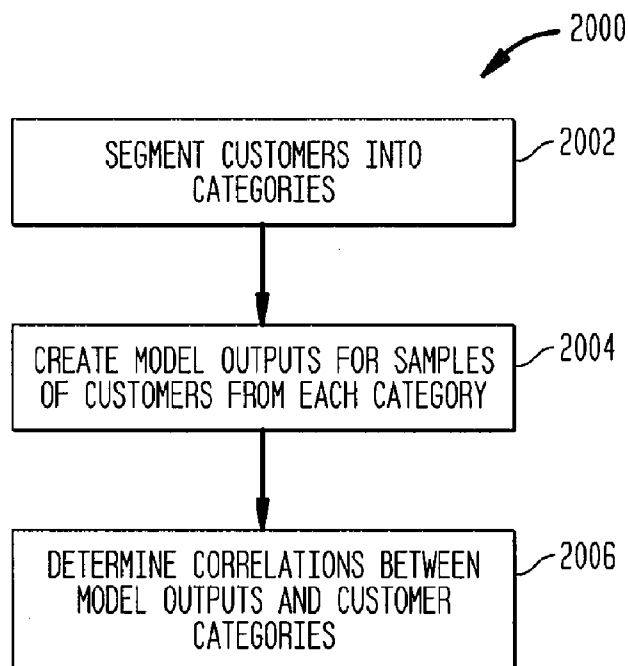 2000
SEGMENT CUSTOMERS INTO
CATEGORIES
2002
CREATE MODEL OUTPUTS FOR SAMPLES
OF CUSTOMERS FROM EACH CATEGORY
2004
DETERMINE CORRELATIONS BETWEEN
MODEL OUTPUTS AND CUSTOMER
CATEGORIES
2006